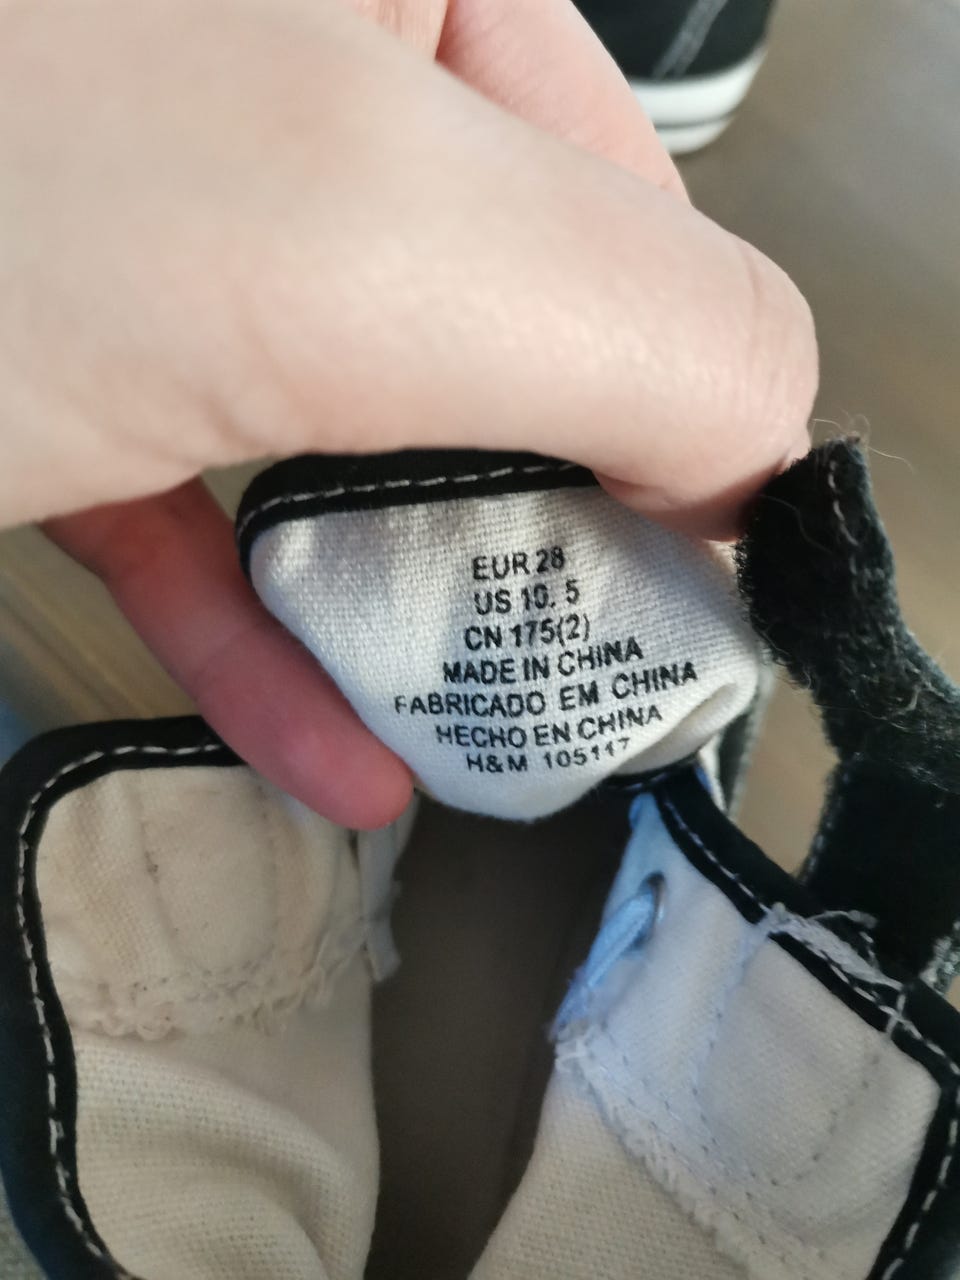 EUR 28
US 10. 5
CN 175(2)
MADE IN CHINA
FABRICADO EM CHINA
HECHO EN CHINA
H&M 105117